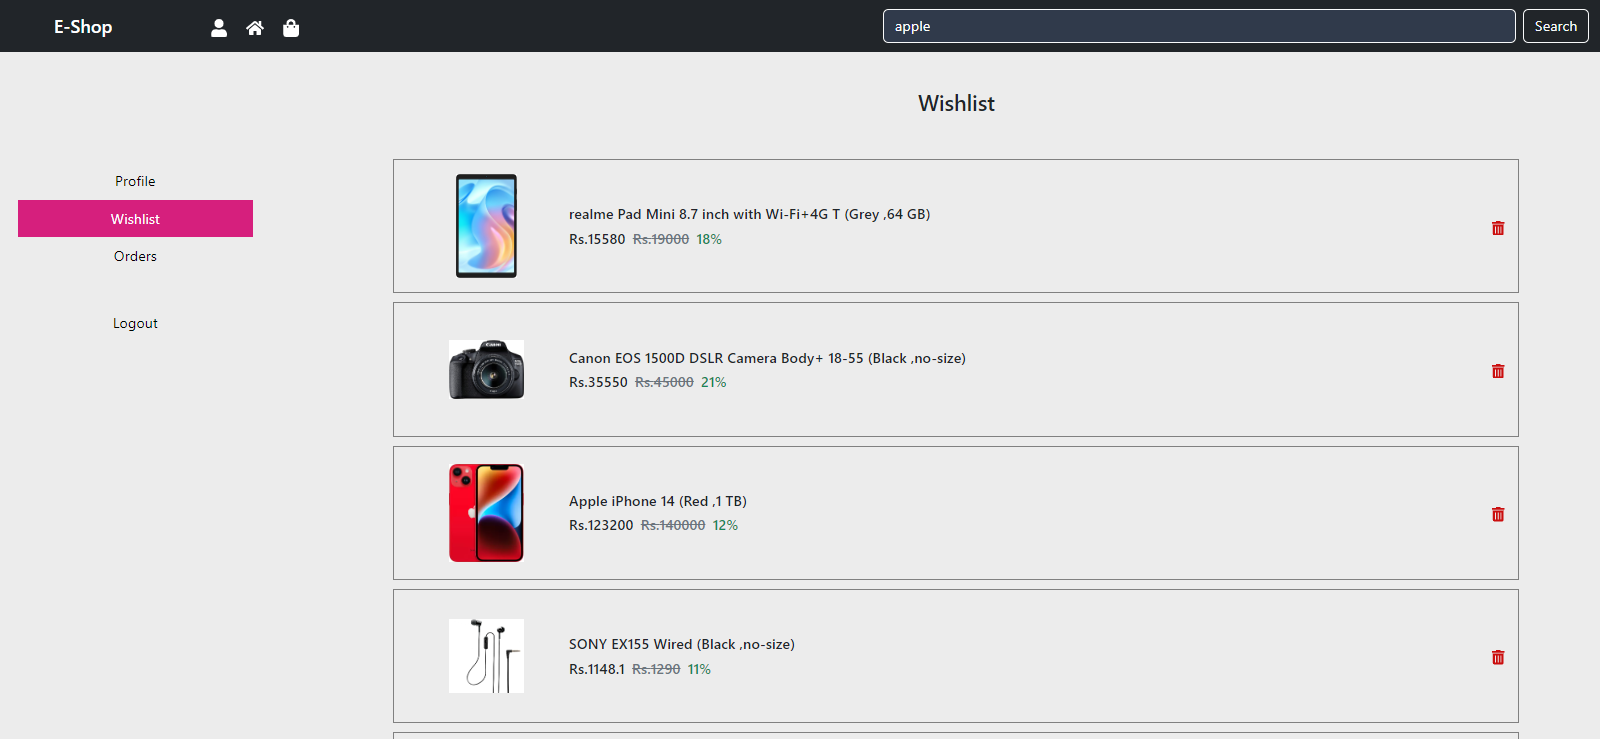 E-Shop
apple
Search
Wishlist
Profile
Wishlist
Orders
Logout
realme Pad Mini 8.7 inch with Wi-Fi+4G T (Grey ,64 GB)
Rs.15580 Rs.19000 18%
Canon EOS 1500D DSLR Camera Body+ 18-55 (Black ,no-size)
Rs.35550 Rs.45000 21%
Apple iPhone 14 (Red ,1 TB)
Rs.123200 Rs.140000 12%
SONY EX155 Wired (Black ,no-size)
Rs.1148.1 Rs.1290 11%